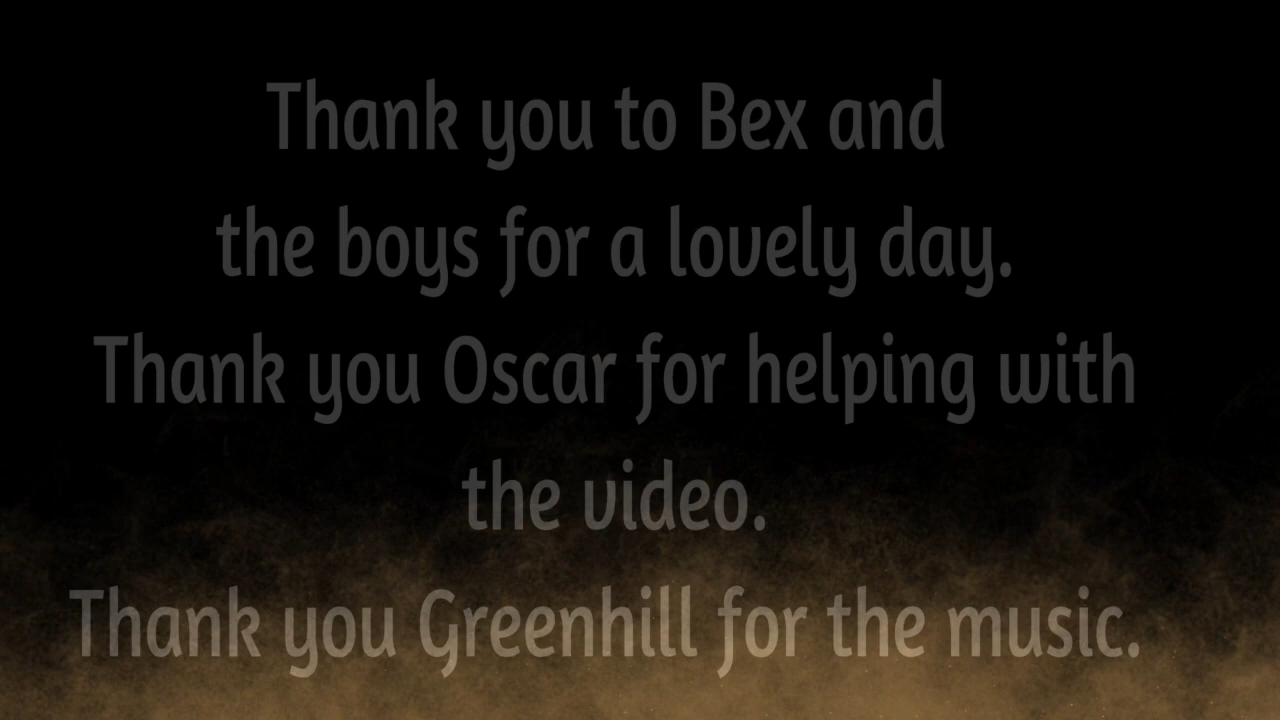 Thank you to Bex and
the boys for a lovely day.
Thank you Oscar for helping with
the video.
Thank you Greenhill for the music.